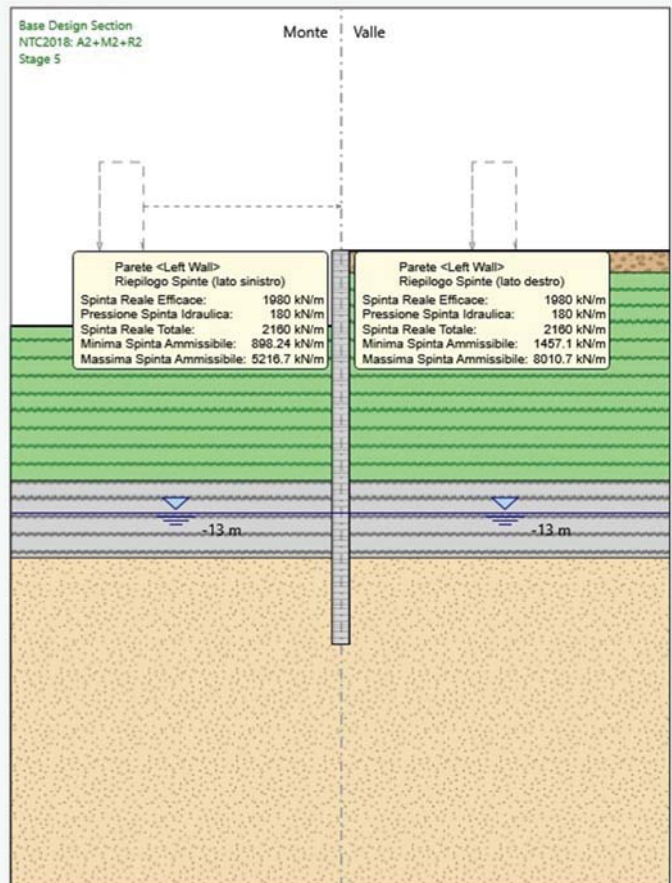 Base Design Section
NTC2018: A2+M2+R2
Stage 5
Monte
Valle
Parete <Left Wall>
Riepilogo Spinte (lato sinistro)
Spinta Reale Efficace: 1980 kN/m
Pressione Spinta Idraulica: 180 kN/m
Spinta Reale Totale: 2160 kN/m
Minima Spinta Ammissibile: 898.24 kN/m
Massima Spinta Ammissibile: 5216.7 kN/m
Parete <Left Wall>
Riepilogo Spinte (lato destro)
Spinta Reale Efficace: 1980 kN/m
Pressione Spinta Idraulica: 180 kN/m
Spinta Reale Totale: 2160 kN/m
Minima Spinta Ammissibile: 1457.1 kN/m
Massima Spinta Ammissibile: 8010.7 kN/m
-13 m
-13 m